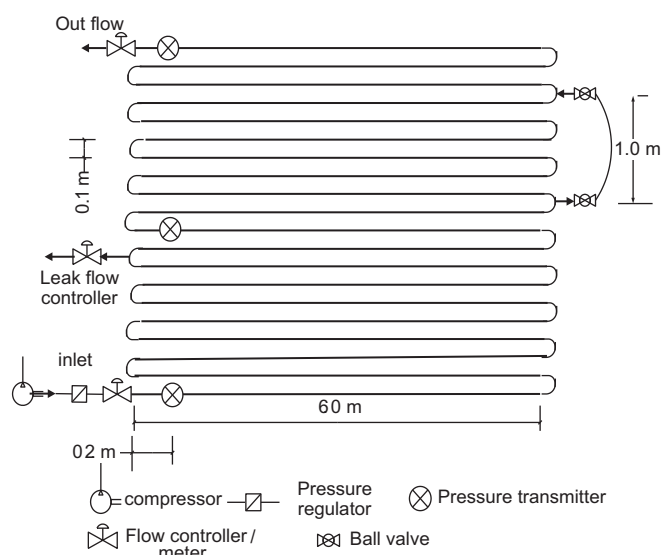 Out flow
1.0 m
0.1 m
Leak flow
controller
inlet
60 m
02 m
compressor
Pressure
regulator
Pressure transmitter
Flow controller /
meter
Ball valve